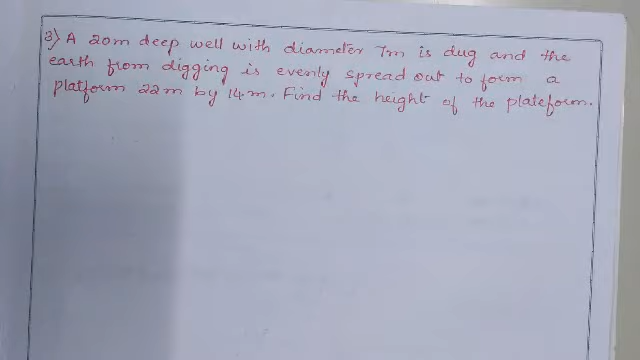 3) A 20m deep well with diameter 7m is dug and the
earth from digging is evenly spread out to form a
platform 22m by 14m. Find the height of the plateform.